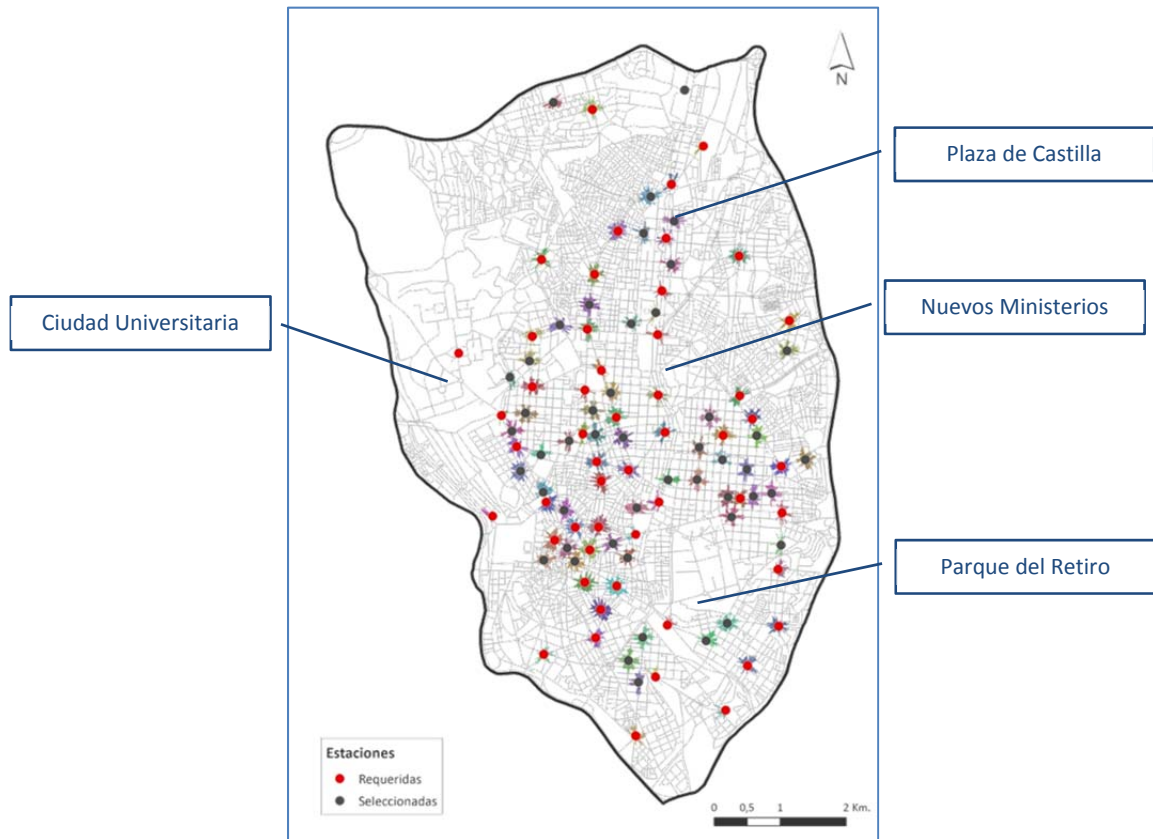 N
Plaza de Castilla
Ciudad Universitaria
Nuevos Ministerios
Parque del Retiro
Estaciones
Requeridas
Seleccionadas
0 0,5 1 2 Km.